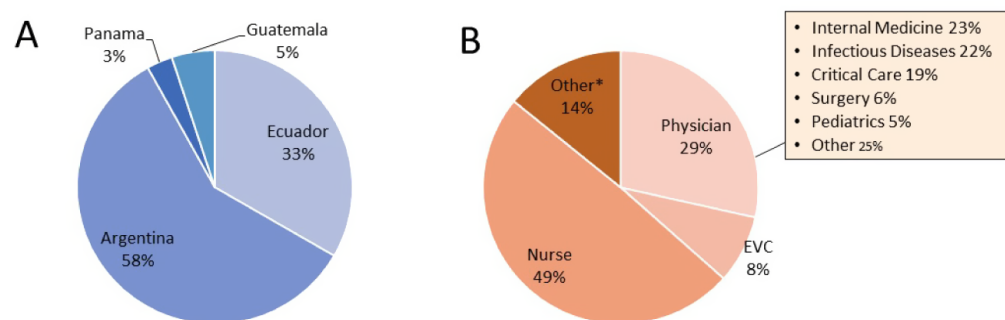 A
Panama
3%
Guatemala
5%
Ecuador
33%
Argentina
58%
B
Other*
14%
Physician
29%
EVC
8%
Nurse
49%
• Internal Medicine 23%
• Infectious Diseases 22%
• Critical Care 19%
• Surgery 6%
• Pediatrics 5%
• Other 25%